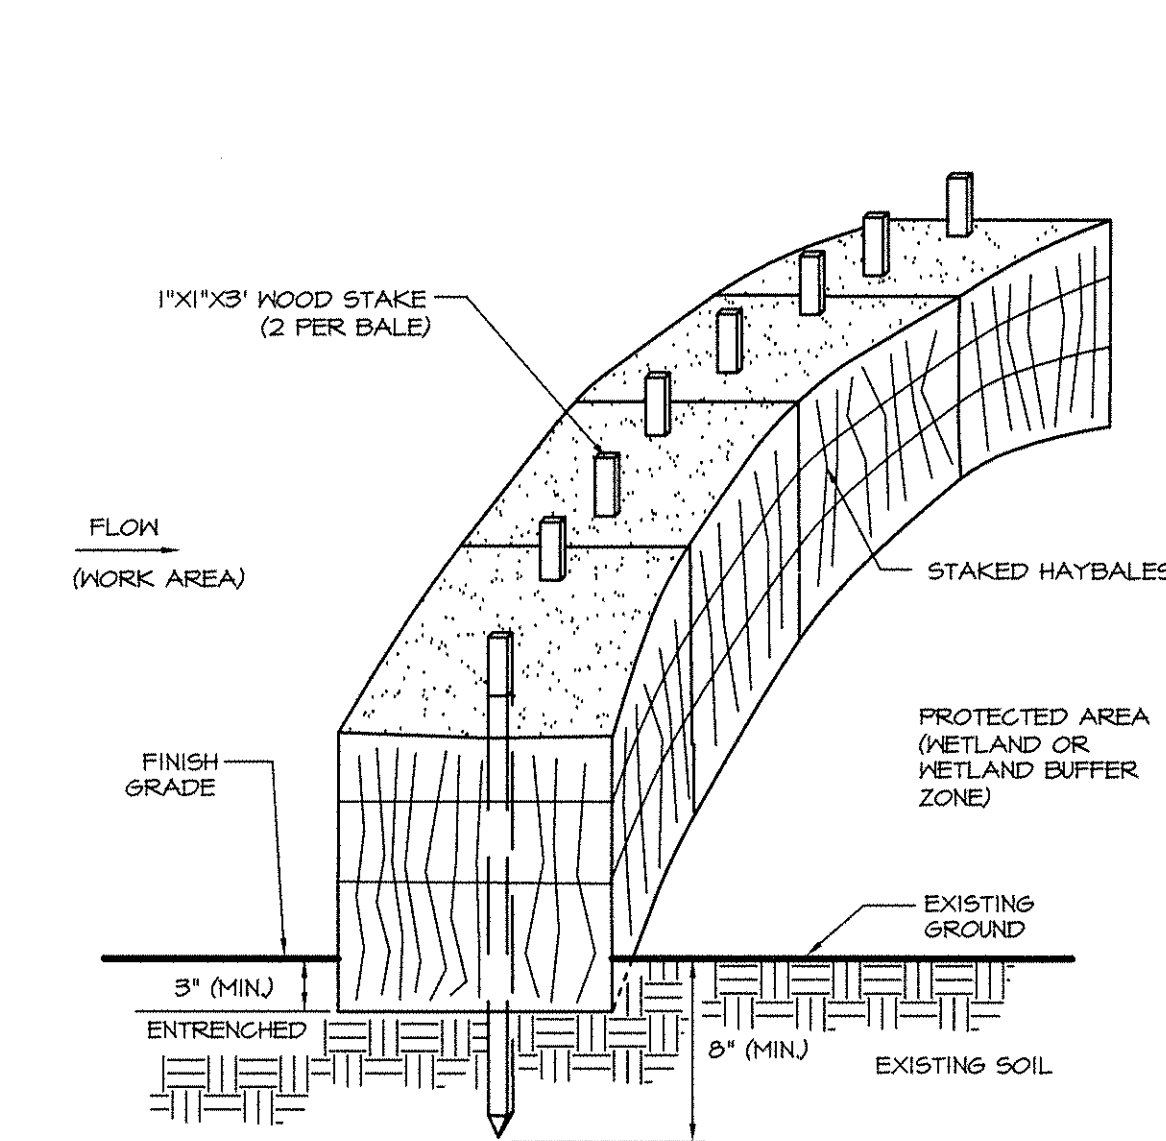 1"X1"X3' WOOD STAKE
(2 PER BALE)
FLOW
(WORK AREA)
STAKED HAYBALES
PROTECTED AREA
(WETLAND OR
WETLAND BUFFER
ZONE)
FINISH
GRADE
EXISTING
GROUND
3" (MIN.)
ENTRENCHED
8" (MIN.)
EXISTING SOIL